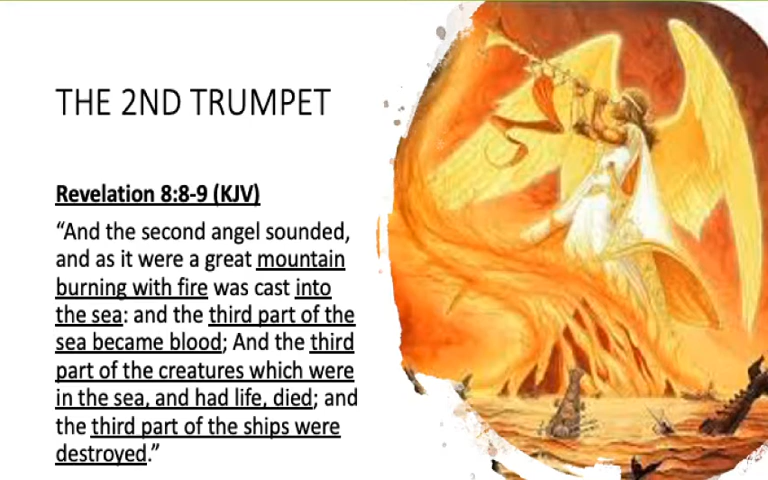 THE 2ND TRUMPET
Revelation 8:8-9 (KJV)
“And the second angel sounded,
and as it were a great mountain
burning with fire was cast into
the sea: and the third part of the
sea became blood; And the third
part of the creatures which were
in the sea, and had life, died; and
the third part of the ships were
destroyed.”